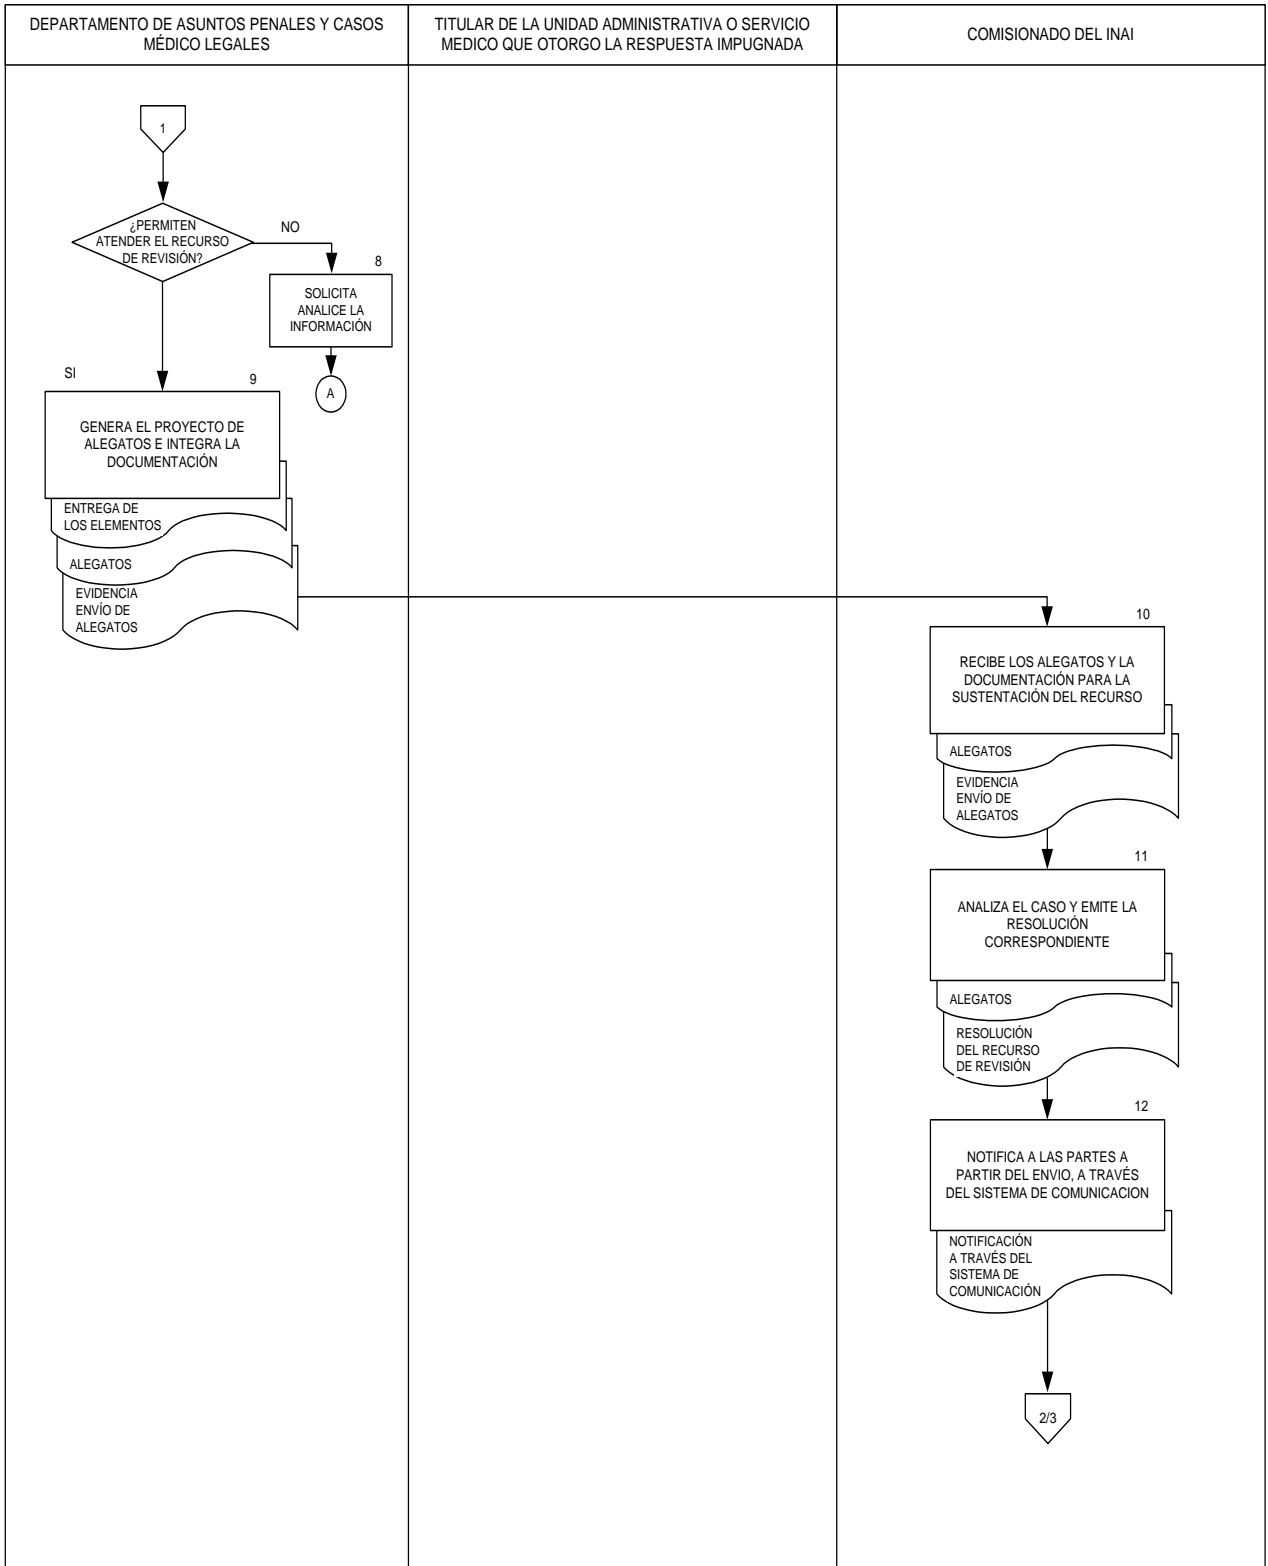 DEPARTAMENTO DE ASUNTOS PENALES Y CASOS
MÉDICO LEGALES
TITULAR DE LA UNIDAD ADMINISTRATIVA O SERVICIO
MEDICO QUE OTORGO LA RESPUESTA IMPUGNADA
COMISIONADO DEL INAI
1
¿PERMITEN
ATENDER EL RECURSO
DE REVISIÓN?
NO
8
SOLICITA
ANALICE LA
INFORMACIÓN
A
SI
9
GENERA EL PROYECTO DE
ALEGATOS E INTEGRA LA
DOCUMENTACIÓN
ENTREGA DE
LOS ELEMENTOS
ALEGATOS
EVIDENCIA
ENVÍO DE
ALEGATOS
10
RECIBE LOS ALEGATOS Y LA
DOCUMENTACIÓN PARA LA
SUSTENTACIÓN DEL RECURSO
ALEGATOS
EVIDENCIA
ENVÍO DE
ALEGATOS
11
ANALIZA EL CASO Y EMITE LA
RESOLUCIÓN
CORRESPONDIENTE
ALEGATOS
RESOLUCIÓN
DEL RECURSO
DE REVISIÓN
12
NOTIFICA A LAS PARTES A
PARTIR DEL ENVIO, A TRAVÉS
DEL SISTEMA DE COMUNICACION
NOTIFICACIÓN
A TRAVÉS DEL
SISTEMA DE
COMUNICACIÓN
2/3